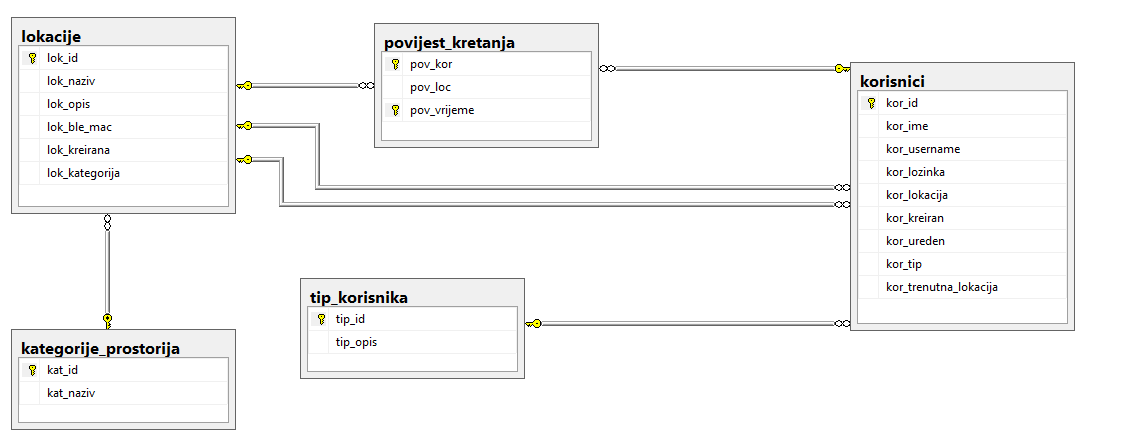 lokacije
lok_id
lok_naziv
lok_opis
lok_ble_mac
lok_kreirana
lok_kategorija
povijest_kretanja
pov_kor
pov_loc
pov_vrijeme
korisnici
kor_id
kor_ime
kor_username
kor_lozinka
kor_lokacija
kor_kreiran
kor_ureden
kor_tip
kor_trenutna_lokacija
tip_korisnika
tip_id
tip_opis
kategorije_prostorija
kat_id
kat_naziv